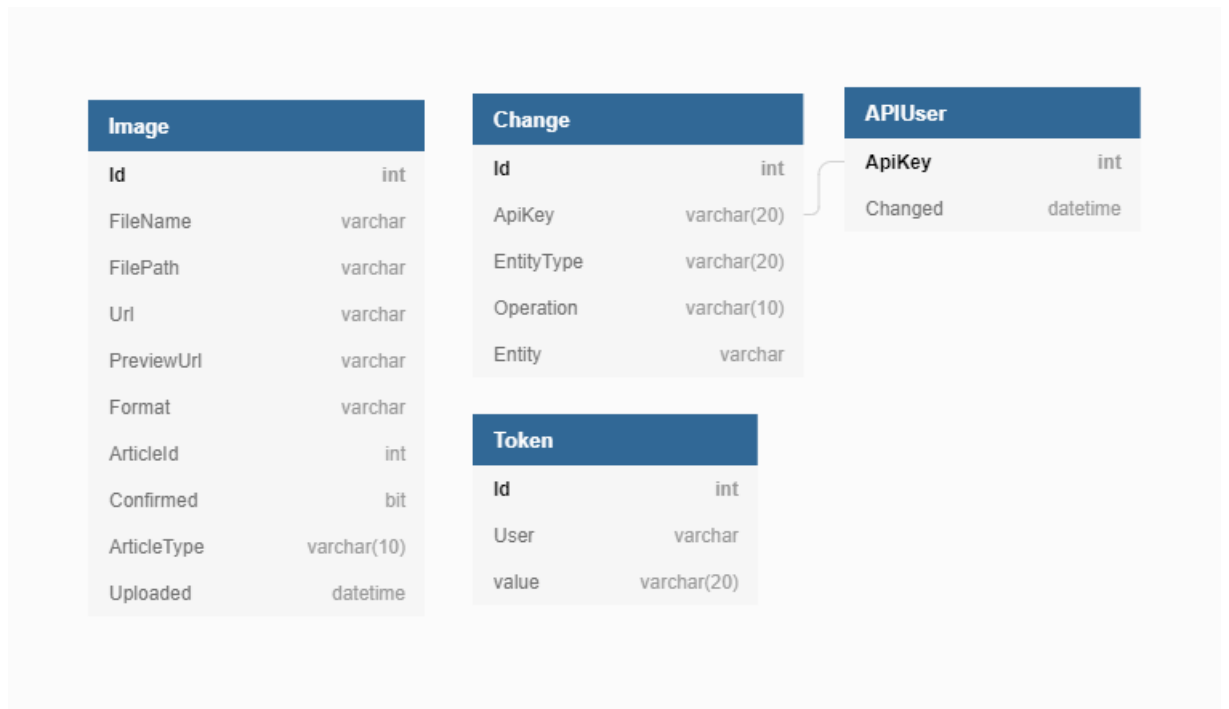 Image
Id int
FileName varchar
FilePath varchar
Url varchar
PreviewUrl varchar
Format varchar
ArticleId int
Confirmed bit
ArticleType varchar(10)
Uploaded datetime
Change
Id int
ApiKey varchar(20)
EntityType varchar(20)
Operation varchar(10)
Entity varchar
Token
Id int
User varchar
value varchar(20)
APIUser
ApiKey int
Changed datetime